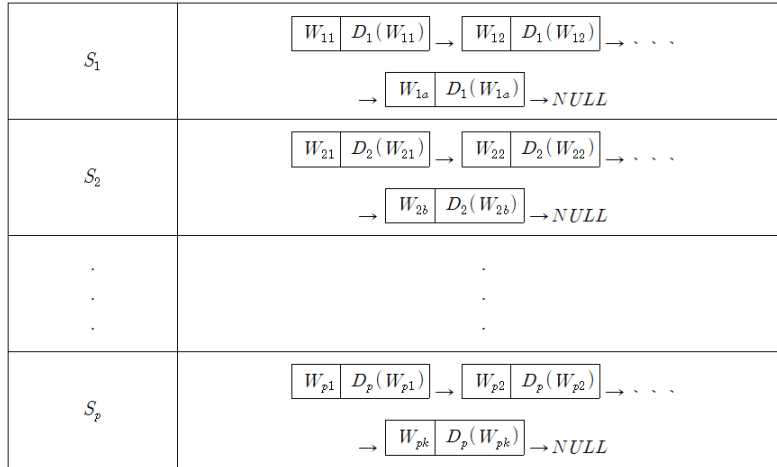 S₁
W₁₁ D₁(W₁₁) → W₁₂ D₁(W₁₂) → . . .
→ W₁ₐ D₁(W₁ₐ) → NULL
S₂
W₂₁ D₂(W₂₁) → W₂₂ D₂(W₂₂) → . . .
→ W₂b D₂(W₂b) → NULL
. .
. .
. .
Sₚ
Wₚ₁ Dₚ(Wₚ₁) → Wₚ₂ Dₚ(Wₚ₂) → . . .
→ Wₚₖ Dₚ(Wₚₖ) → NULL